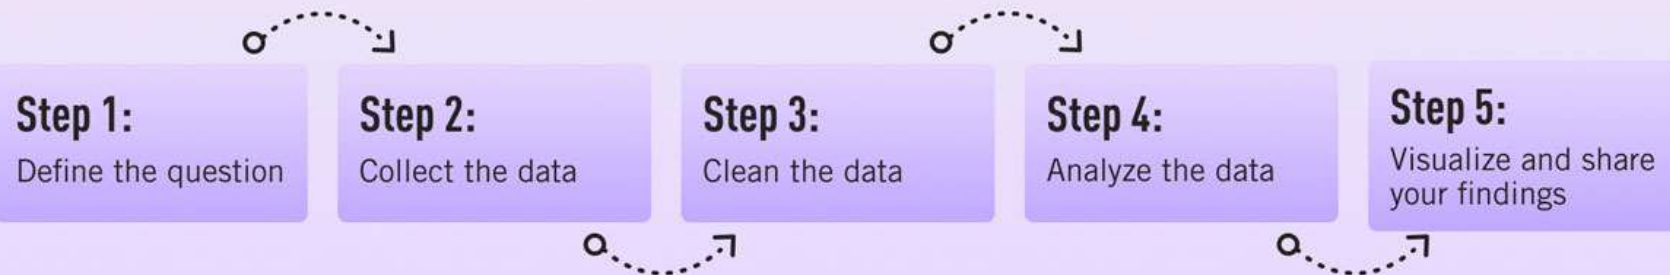 Step 1:
Define the question
Step 2:
Collect the data
Step 3:
Clean the data
Step 4:
Analyze the data
Step 5:
Visualize and share
your findings